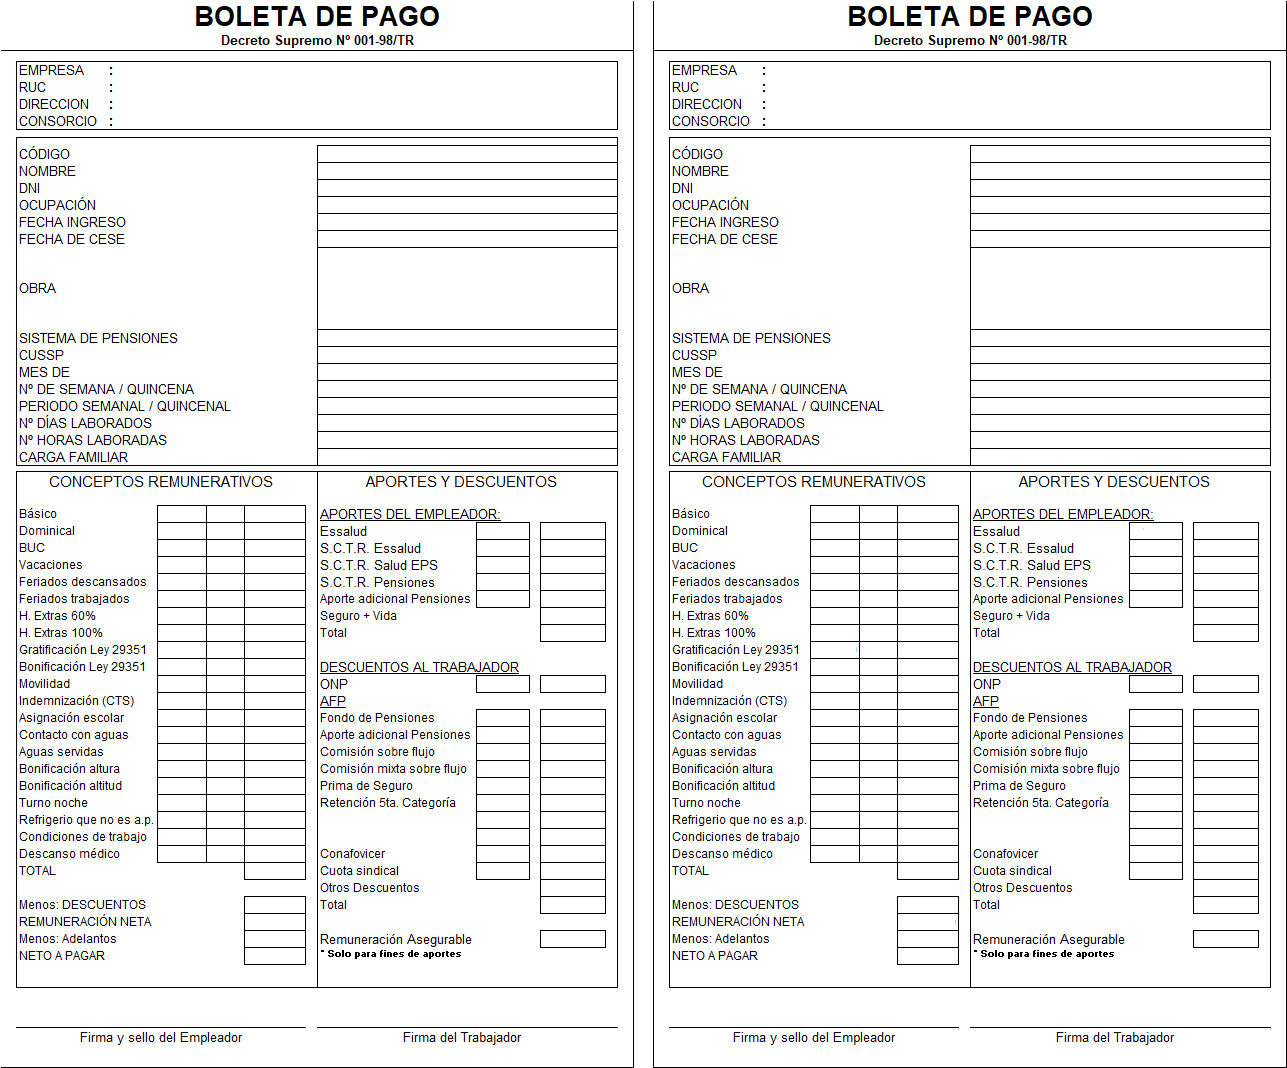 BOLETA DE PAGO
Decreto Supremo Nº 001-98/TR
EMPRESA :
RUC :
DIRECCION :
CONSORCIO :
CÓDIGO
NOMBRE
DNI
OCUPACIÓN
FECHA INGRESO
FECHA DE CESE
OBRA
SISTEMA DE PENSIONES
CUSSP
MES DE
Nº DE SEMANA / QUINCENA
PERIODO SEMANAL / QUINCENAL
Nº DÍAS LABORADOS
Nº HORAS LABORADAS
CARGA FAMILIAR
CONCEPTOS REMUNERATIVOS
Básico
Dominical
BUC
Vacaciones
Feriados descansados
Feriados trabajados
H. Extras 60%
H. Extras 100%
Gratificación Ley 29351
Bonificación Ley 29351
Movilidad
Indemnización (CTS)
Asignación escolar
Contacto con aguas
Aguas servidas
Bonificación altura
Bonificación altitud
Turno noche
Refrigerio que no es a.p.
Condiciones de trabajo
Descanso médico
TOTAL
Menos: DESCUENTOS
REMUNERACIÓN NETA
Menos: Adelantos
NETO A PAGAR
APORTES Y DESCUENTOS
APORTES DEL EMPLEADOR:
Essalud
S.C.T.R. Essalud
S.C.T.R. Salud EPS
S.C.T.R. Pensiones
Aporte adicional Pensiones
Seguro + Vida
Total
DESCUENTOS AL TRABAJADOR
ONP
AFP
Fondo de Pensiones
Aporte adicional Pensiones
Comisión sobre flujo
Comisión mixta sobre flujo
Prima de Seguro
Retención 5ta. Categoría
Conafovicer
Cuota sindical
Otros Descuentos
Total
Remuneración Asegurable
* Solo para fines de aportes
Firma y sello del Empleador
Firma del Trabajador
BOLETA DE PAGO
Decreto Supremo Nº 001-98/TR
EMPRESA :
RUC :
DIRECCION :
CONSORCIO :
CÓDIGO
NOMBRE
DNI
OCUPACIÓN
FECHA INGRESO
FECHA DE CESE
OBRA
SISTEMA DE PENSIONES
CUSSP
MES DE
Nº DE SEMANA / QUINCENA
PERIODO SEMANAL / QUINCENAL
Nº DÍAS LABORADOS
Nº HORAS LABORADAS
CARGA FAMILIAR
CONCEPTOS REMUNERATIVOS
Básico
Dominical
BUC
Vacaciones
Feriados descansados
Feriados trabajados
H. Extras 60%
H. Extras 100%
Gratificación Ley 29351
Bonificación Ley 29351
Movilidad
Indemnización (CTS)
Asignación escolar
Contacto con aguas
Aguas servidas
Bonificación altura
Bonificación altitud
Turno noche
Refrigerio que no es a.p.
Condiciones de trabajo
Descanso médico
TOTAL
Menos: DESCUENTOS
REMUNERACIÓN NETA
Menos: Adelantos
NETO A PAGAR
APORTES Y DESCUENTOS
APORTES DEL EMPLEADOR:
Essalud
S.C.T.R. Essalud
S.C.T.R. Salud EPS
S.C.T.R. Pensiones
Aporte adicional Pensiones
Seguro + Vida
Total
DESCUENTOS AL TRABAJADOR
ONP
AFP
Fondo de Pensiones
Aporte adicional Pensiones
Comisión sobre flujo
Comisión mixta sobre flujo
Prima de Seguro
Retención 5ta. Categoría
Conafovicer
Cuota sindical
Otros Descuentos
Total
Remuneración Asegurable
* Solo para fines de aportes
Firma y sello del Empleador
Firma del Trabajador